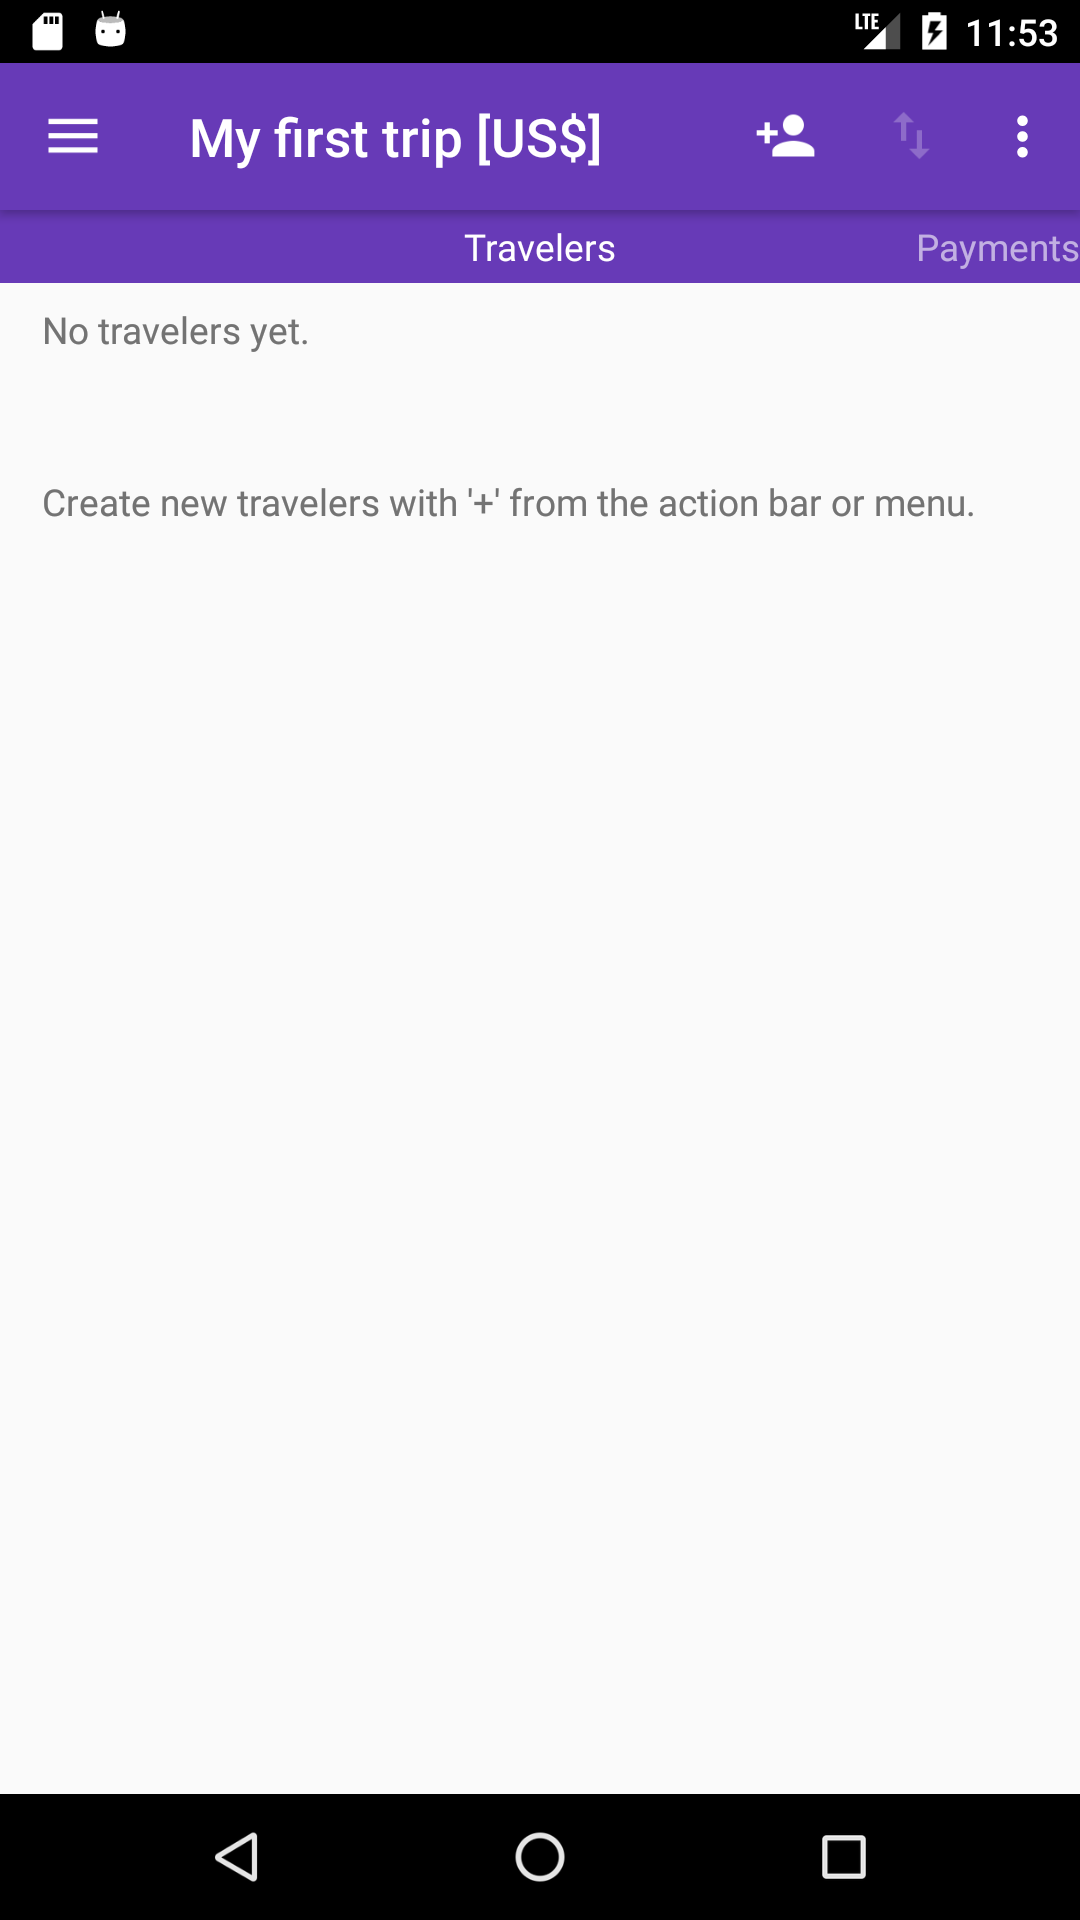 LTE 11:53
My first trip [US$]
Travelers Payments
No travelers yet.
Create new travelers with '+' from the action bar or menu.